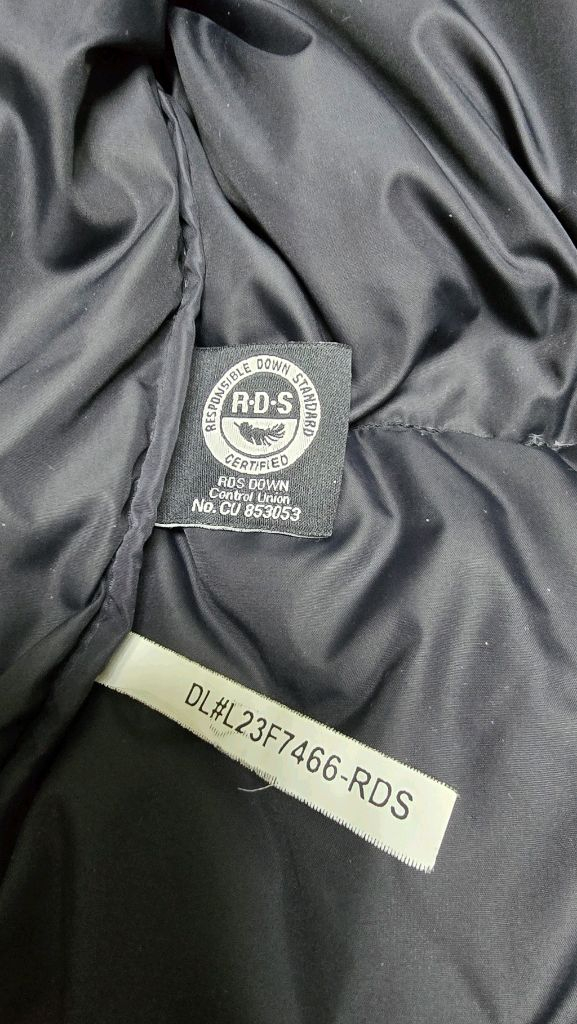 RESPONSIBLE DOWN STANDARD
R·D·S
CERTIFIED
RDS DOWN
Control Union
No. CU 853053
DL#L23F7466-RDS